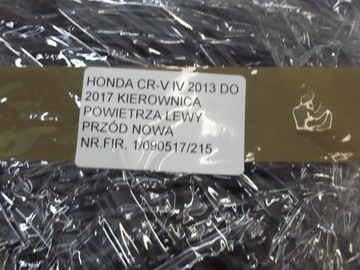 HONDA CR-V IV 2013 DO
2017 KIEROWNICA
POWIETRZA LEWY
PRZÓD NOWA
NR.FIR. 1/090517/215